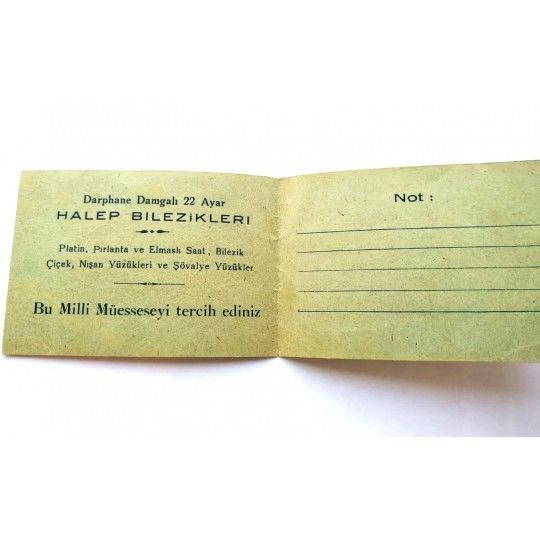 Darphane Damgalı 22 Ayar
HALEP BILEZIKLERI
Platin, Pırlanta ve Elmaslı Saat, Bilezik
Çiçek, Nişan Yüzükleri ve Şövalye Yüzükler
Bu Milli Müesseseyi tercih ediniz
Not :